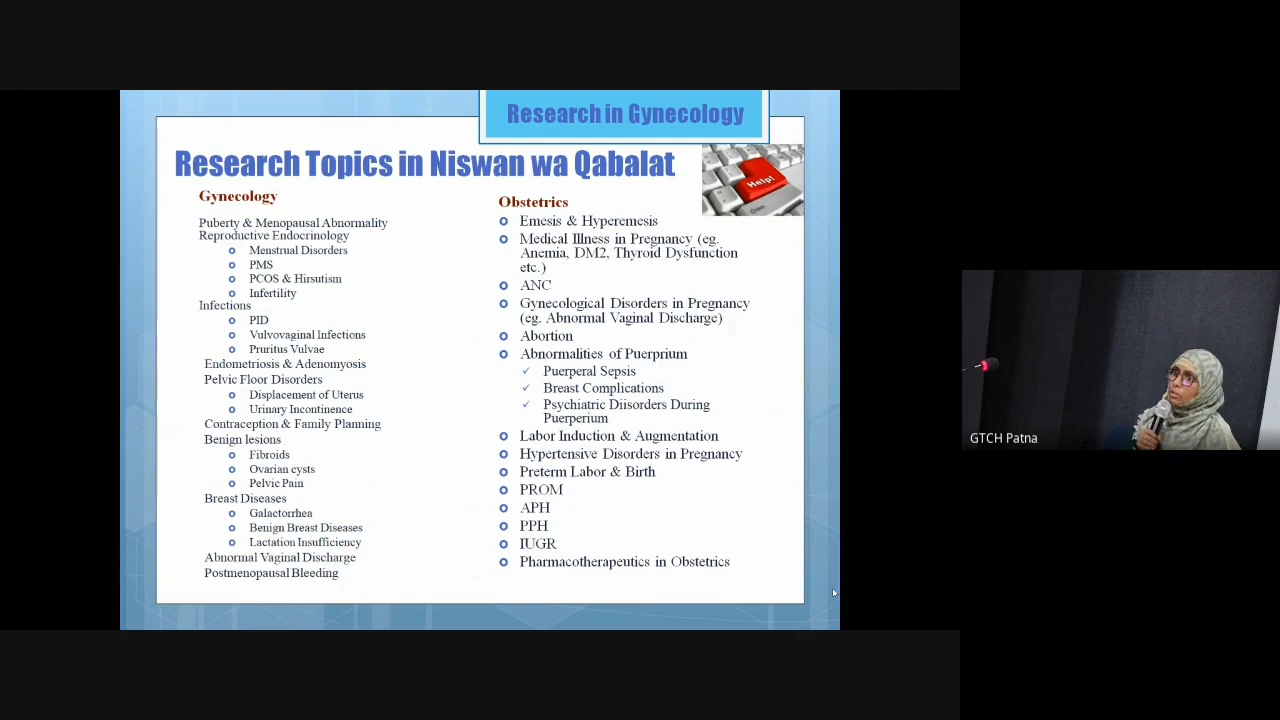 Research in Gynecology
Research Topics in Niswan wa Qabalat
Help!
Gynecology
Puberty & Menopausal Abnormality
Reproductive Endocrinology
Menstrual Disorders
PMS
PCOS & Hirsutism
Infertility
Infections
PID
Vulvovaginal Infections
Pruritus Vulvae
Endometriosis & Adenomyosis
Pelvic Floor Disorders
Displacement of Uterus
Urinary Incontinence
Contraception & Family Planning
Benign lesions
Fibroids
Ovarian cysts
Pelvic Pain
Breast Diseases
Galactorrhea
Benign Breast Diseases
Lactation Insufficiency
Abnormal Vaginal Discharge
Postmenopausal Bleeding
Obstetrics
Emesis & Hyperemesis
Medical Illness in Pregnancy (eg.
Anemia, DM2, Thyroid Dysfunction
etc.)
ANC
Gynecological Disorders in Pregnancy
(eg. Abnormal Vaginal Discharge)
Abortion
Abnormalities of Puerprium
Puerperal Sepsis
Breast Complications
Psychiatric Diisorders During
Puerperium
Labor Induction & Augmentation
Hypertensive Disorders in Pregnancy
Preterm Labor & Birth
PROM
APH
PPH
IUGR
Pharmacotherapeutics in Obstetrics
GTCH Patna